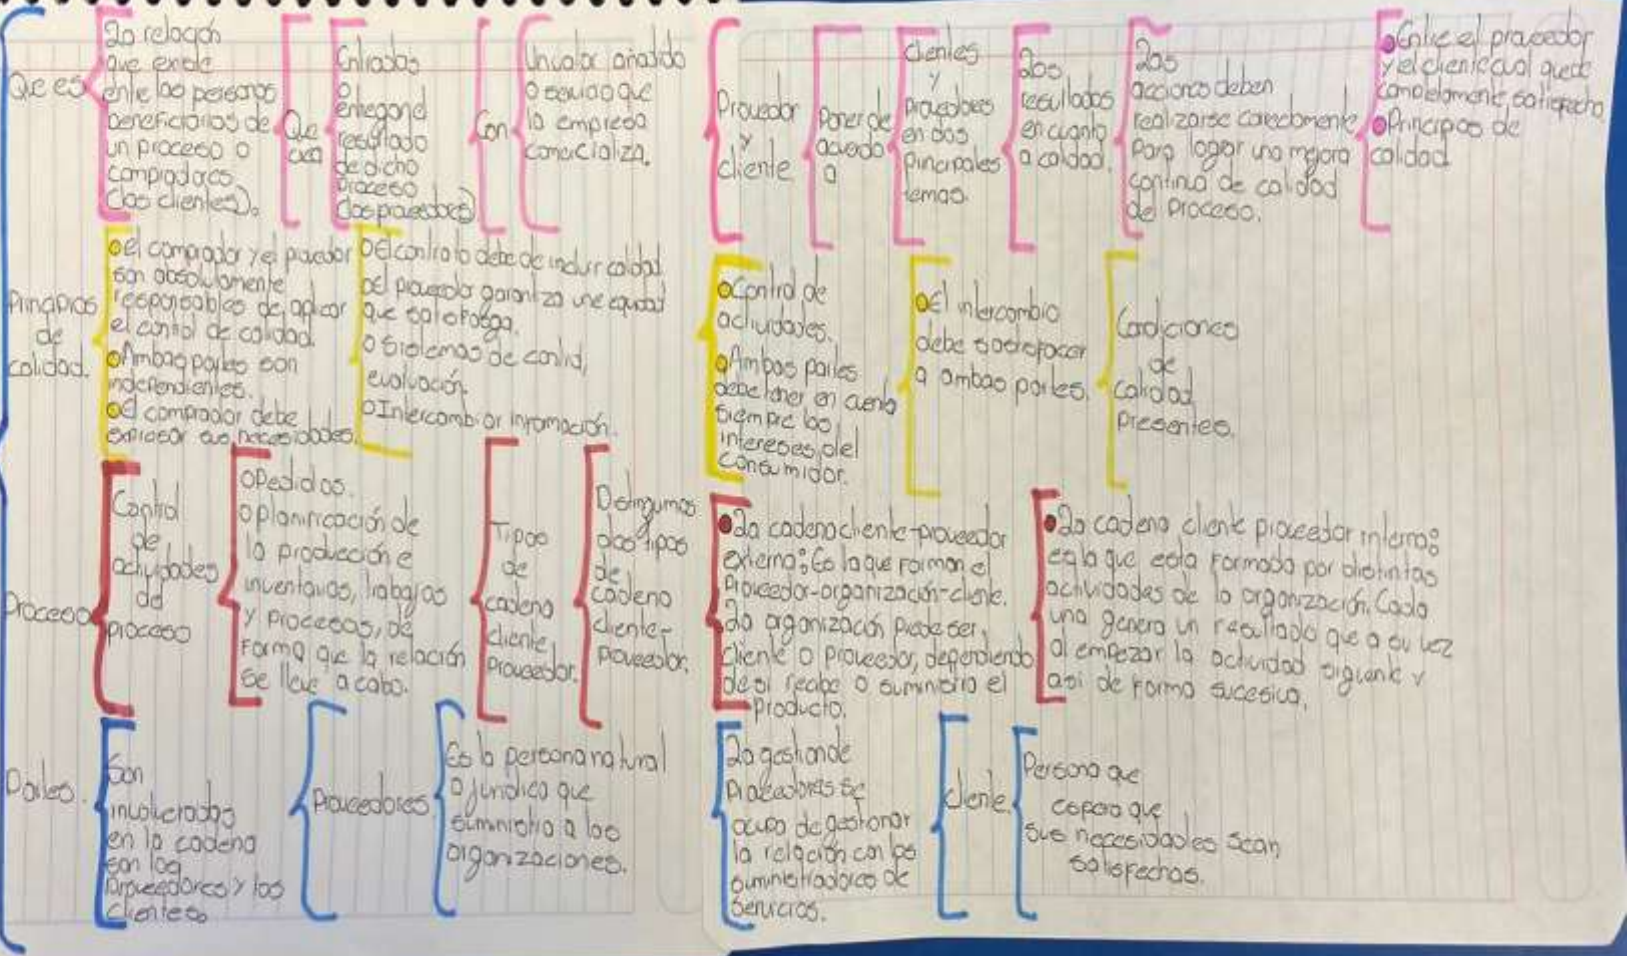 Que es
La relación
que existe
entre las personas
beneficiarios de
un proceso o
compradores
(los clientes).
Que
crea
Entradas
o
entregan el
resultado
de dicho
proceso
(los proveedores)
Con
Un valor añadido
o servicio que
la empresa
comercializa.
Proveedor
y
cliente
Poner de
acuerdo
a
clientes
y
proveedores
en dos
principales
temas.
Los
resultados
en cuanto
a calidad.
Las
acciones deben
realizarse correctamente
para lograr una mejora
continua de calidad
del proceso.
Entre el proveedor
y el cliente cual quede
completamente satisfecho
Principios de
calidad
Principios
de
calidad.
El comprador y el proveedor
son absolutamente
responsables de aplicar
el control de calidad.
Ambas partes son
independientes.
El comprador debe
expresar sus necesidades.
El contrato debe de incluir calidad
el proveedor garantiza una
que satisfaga.
Sistemas de control,
evaluación.
Intercambiar información.
Control de
actividades.
Ambas partes
debe tener en cuenta
siempre los
intereses del
consumidor.
El intercambio
debe satisfacer
a ambas partes.
Condiciones
de
calidad
presentes.
Proceso
Control
de
actividades
del
proceso
Pedidos.
planificación de
la producción e
inventarios, trabajos
y procesos, de
forma que la relación
se lleve a cabo.
Tipos
de
cadena
cliente
proveedor.
Distinguimos
dos tipos
de
cadena
cliente-
proveedor.
La cadena cliente-proveedor
externa: Es la que forman el
Proveedor-organización-cliente.
La organización puede ser
cliente o proveedor, dependiendo
de si recibe o suministra el
producto.
La cadena cliente proveedor interna:
es la que esta formada por distintas
actividades de la organización. Cada
una genera un resultado que a su vez
al empezar la actividad siguiente y
asi de forma sucesiva.
Partes.
Son
involucradas
en la cadena
son los
proveedores y los
clientes.
Proveedores.
Es la persona natural
o jurídica que
suministra a las
organizaciones.
La gestion de
Proveedores se
ocupa de gestionar
la relación con los
suministradores de
servicios.
cliente.
Persona que
espera que
sus necesidades sean
satisfechas.